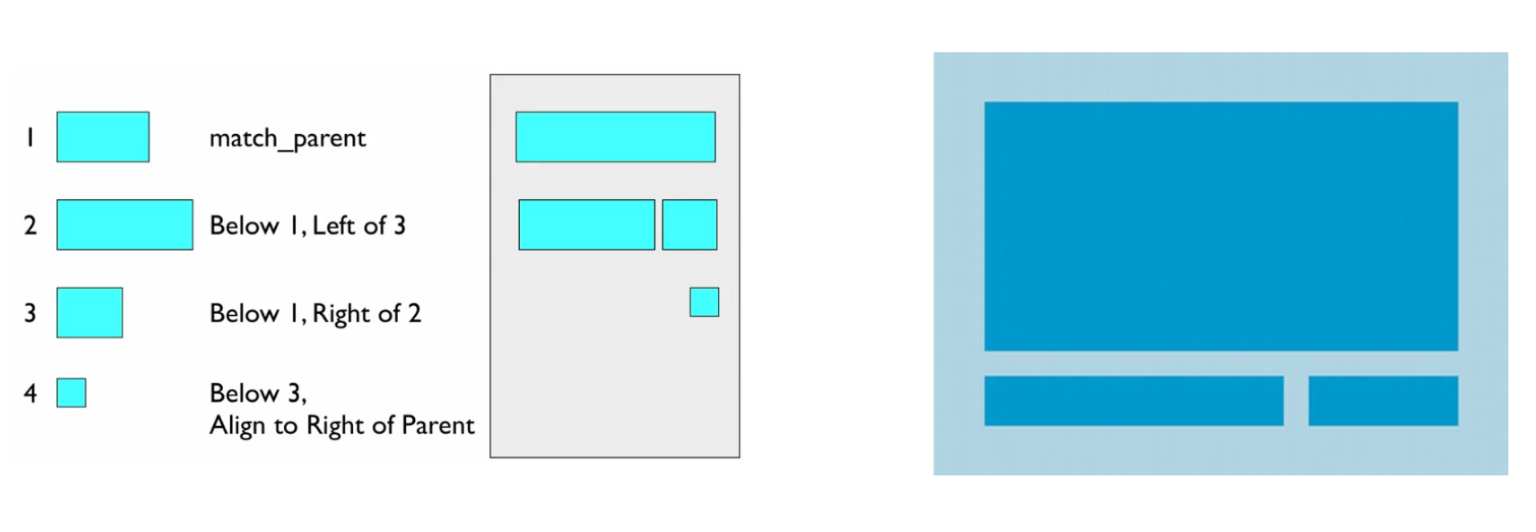 1 match_parent
2 Below 1, Left of 3
3 Below 1, Right of 2
4 Below 3,
Align to Right of Parent